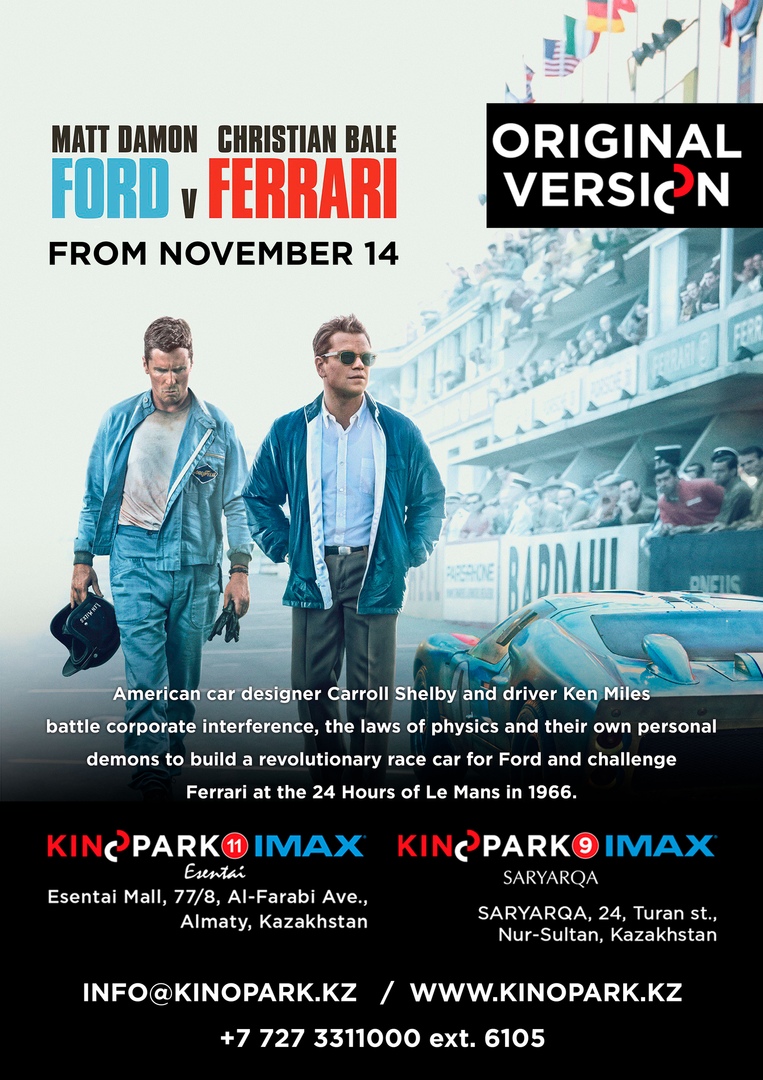 MATT DAMON CHRISTIAN BALE
FORD v FERRARI
FROM NOVEMBER 14
ORIGINAL
VERSION
FERRARI
BARDAHL
PNEUS
American car designer Carroll Shelby and driver Ken Miles
battle corporate interference, the laws of physics and their own personal
demons to build a revolutionary race car for Ford and challenge
Ferrari at the 24 Hours of Le Mans in 1966.
KINOPARK 11 IMAX
Esentai
Esentai Mall, 77/8, Al-Farabi Ave.,
Almaty, Kazakhstan
KINOPARK 9 IMAX
SARYARQA
SARYARQA, 24, Turan st.,
Nur-Sultan, Kazakhstan
INFO@KINOPARK.KZ / WWW.KINOPARK.KZ
+7 727 3311000 ext. 6105